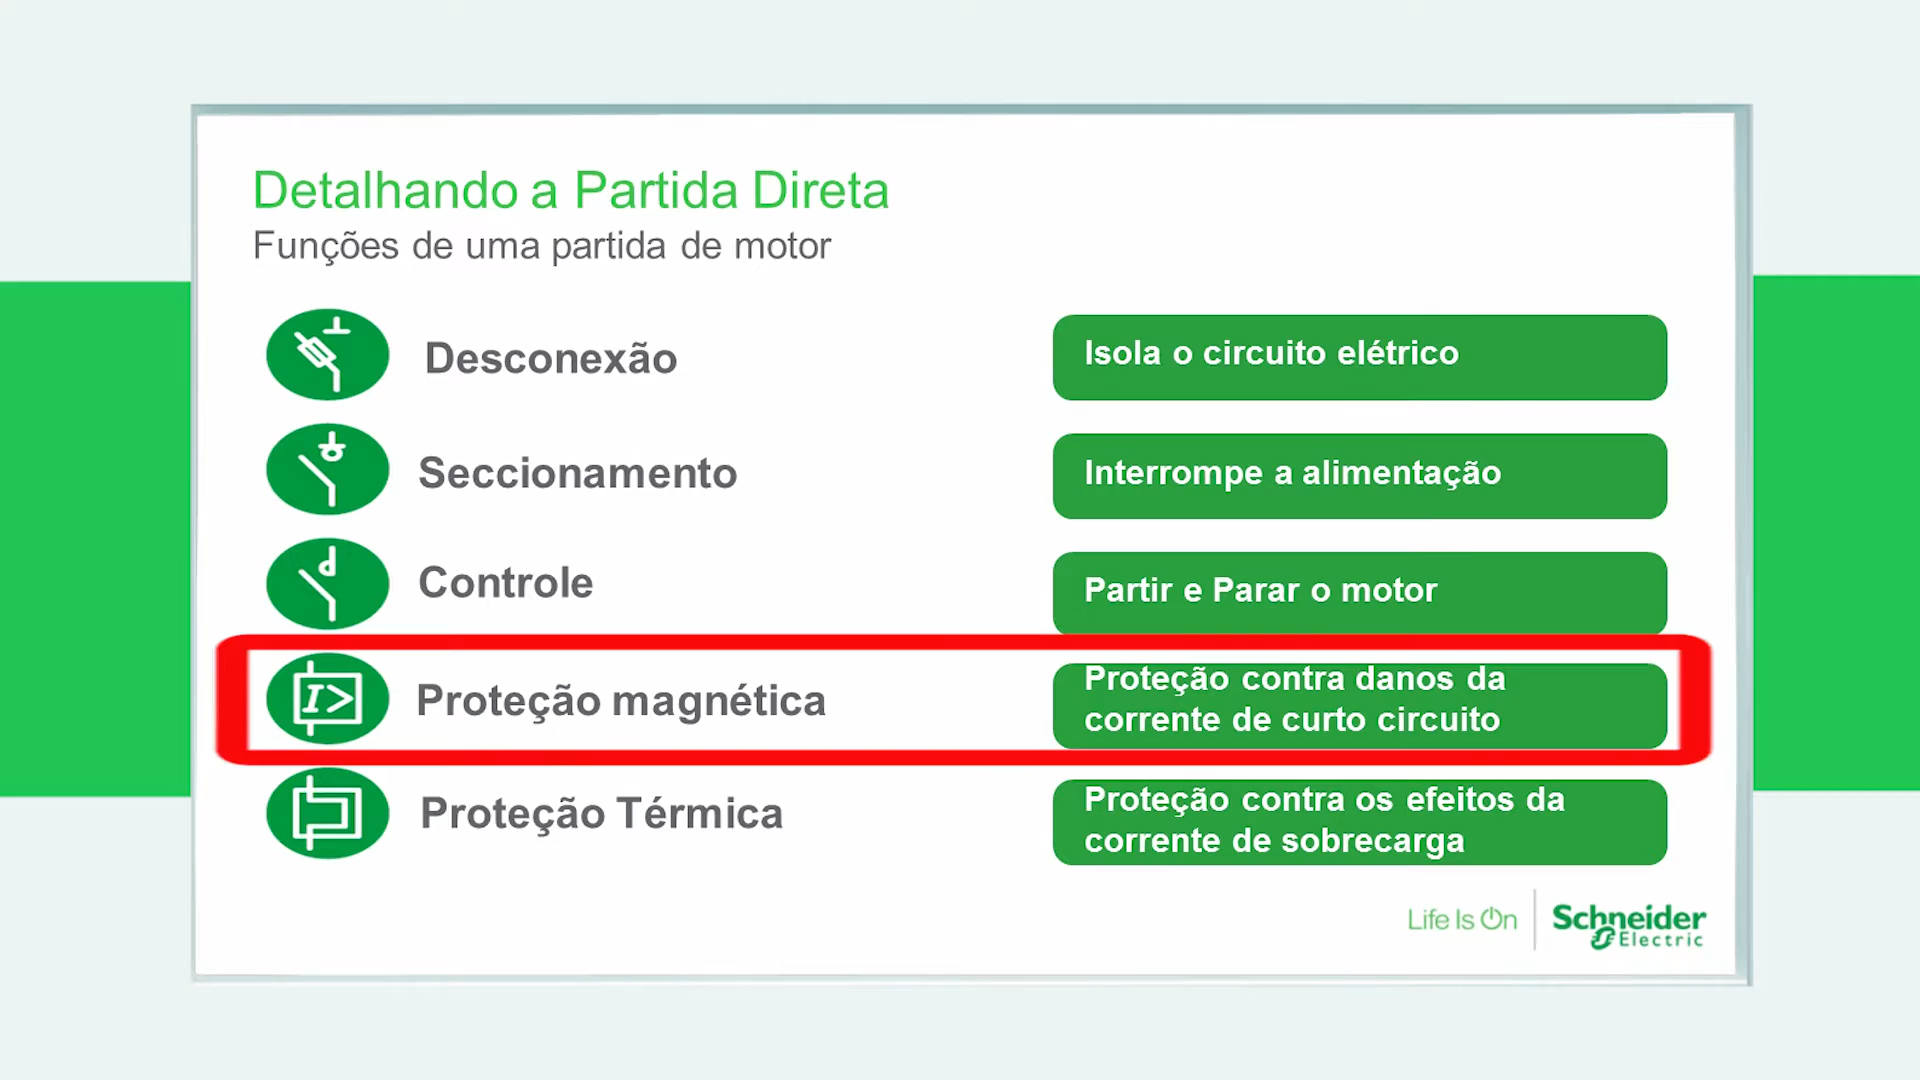 Detalhando a Partida Direta
Funções de uma partida de motor
Desconexão
Isola o circuito elétrico
Seccionamento
Interrompe a alimentação
Controle
Partir e Parar o motor
I>
Proteção magnética
Proteção contra danos da
corrente de curto circuito
Proteção Térmica
Proteção contra os efeitos da
corrente de sobrecarga
Life Is On
Schneider
Electric